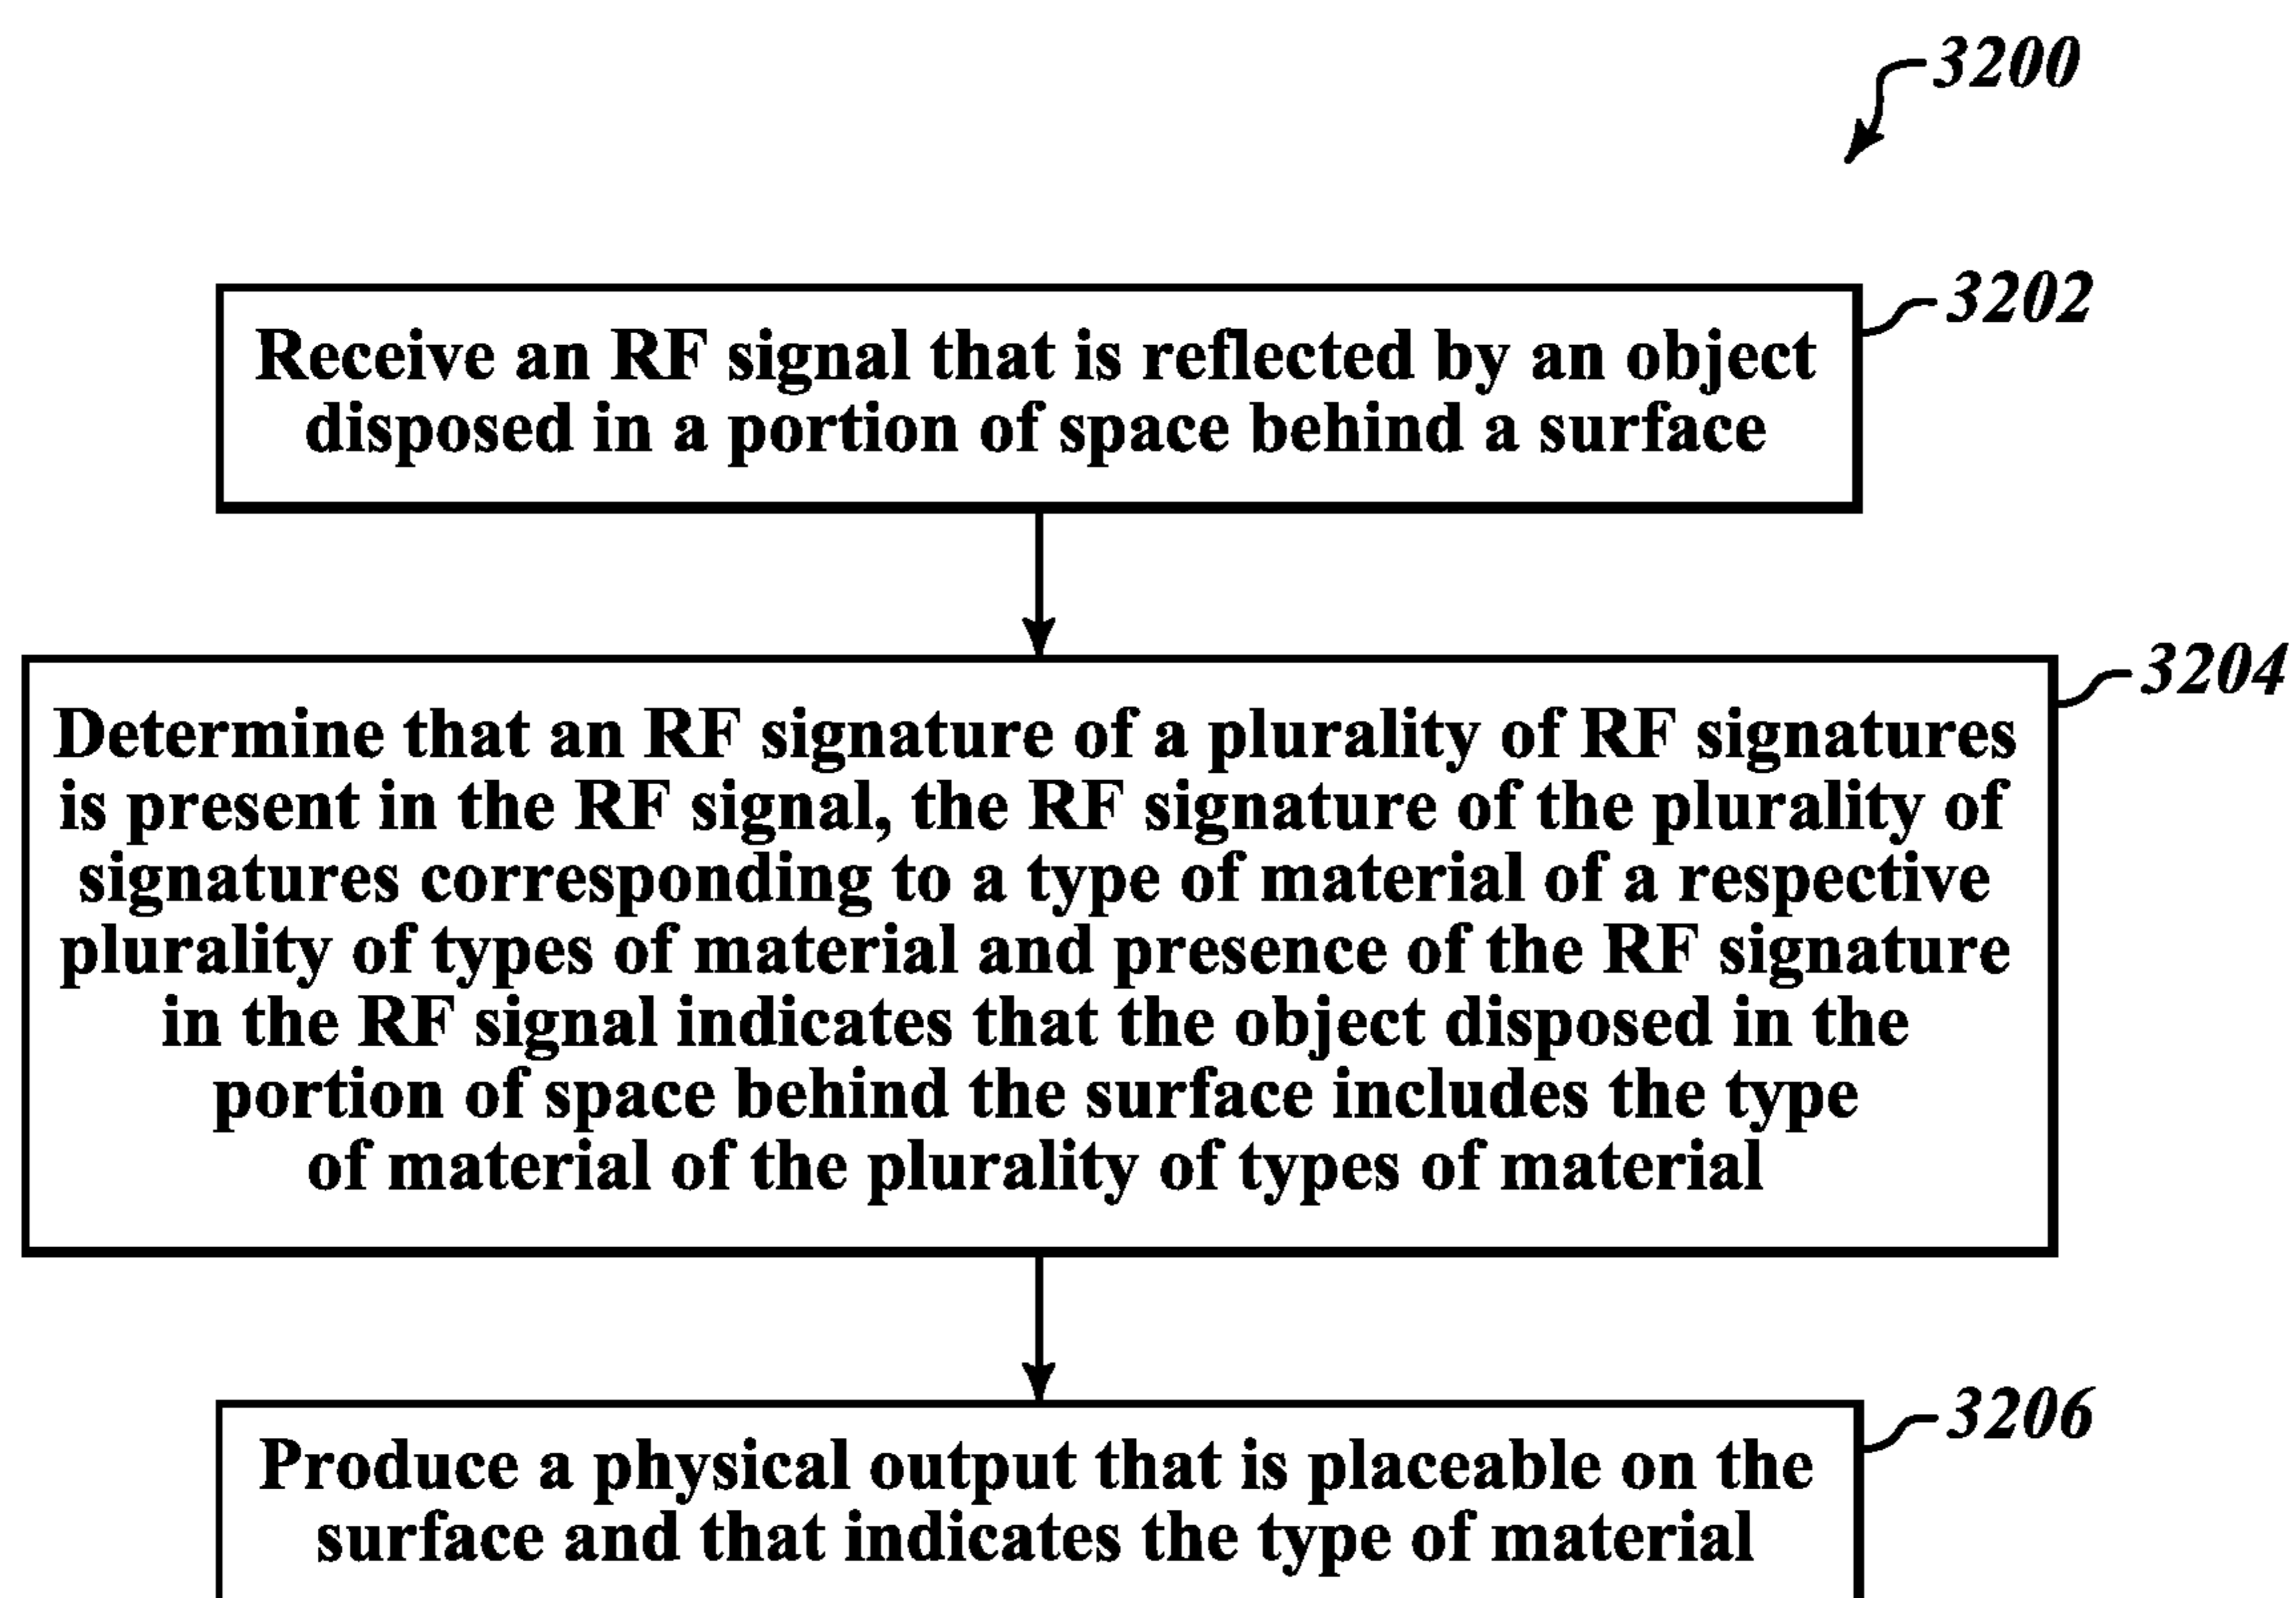 3200
3202
Receive an RF signal that is reflected by an object
disposed in a portion of space behind a surface
3204
Determine that an RF signature of a plurality of RF signatures
is present in the RF signal, the RF signature of the plurality of
signatures corresponding to a type of material of a respective
plurality of types of material and presence of the RF signature
in the RF signal indicates that the object disposed in the
portion of space behind the surface includes the type
of material of the plurality of types of material
3206
Produce a physical output that is placeable on the
surface and that indicates the type of material